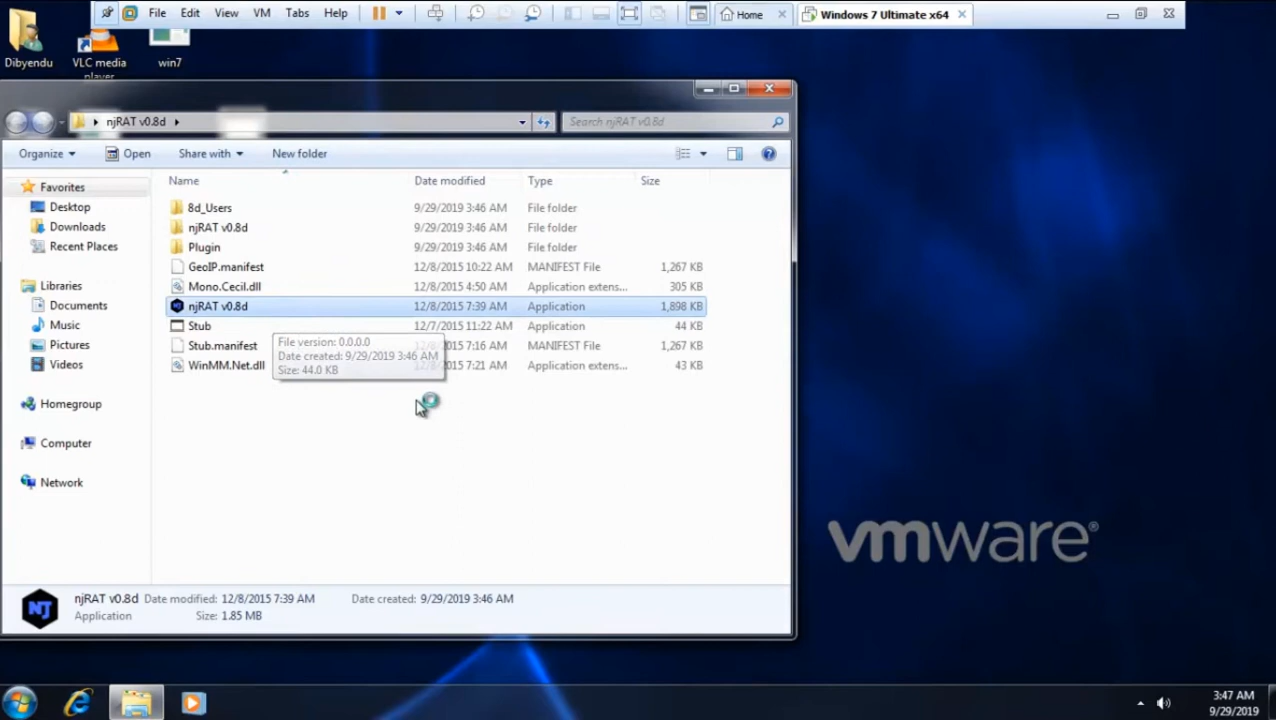 File Edit View VM Tabs Help Home Windows 7 Ultimate x64
Dibyendu VLC media player win7
njRAT v0.8d Search njRAT v0.8d
Organize Open Share with New folder
Name Date modified Type Size
Favorites
Desktop
Downloads
Recent Places
Libraries
Documents
Music
Pictures
Videos
Homegroup
Computer
Network
8d_Users 9/29/2019 3:46 AM File folder
njRAT v0.8d 9/29/2019 3:46 AM File folder
Plugin 9/29/2019 3:46 AM File folder
GeoIP.manifest 12/8/2015 10:22 AM MANIFEST File 1,267 KB
Mono.Cecil.dll 12/8/2015 4:50 AM Application extens... 305 KB
njRAT v0.8d 12/8/2015 7:39 AM Application 1,898 KB
Stub 12/7/2015 11:22 AM Application 44 KB
Stub.manifest 7:16 AM MANIFEST File 1,267 KB
WinMM.Net.dll 7:21 AM Application extens... 43 KB
File version: 0.0.0.0
Date created: 9/29/2019 3:46 AM
Size: 44.0 KB
NJ
njRAT v0.8d Date modified: 12/8/2015 7:39 AM Date created: 9/29/2019 3:46 AM
Application Size: 1.85 MB
vmware®
3:47 AM
9/29/2019